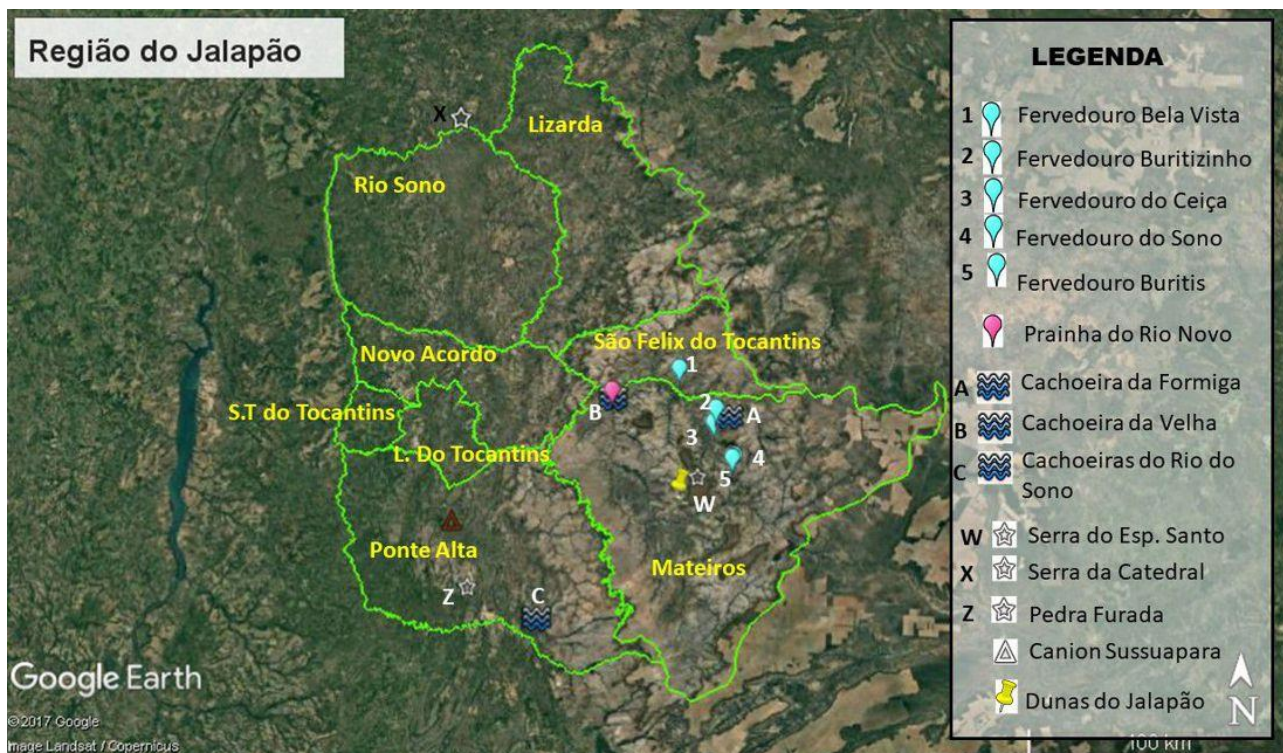 Região do Jalapão
X
Lizarda
Rio Sono
São Felix do Tocantins
Novo Acordo
1
S.T do Tocantins
B
2
A
3
L. Do Tocantins
4
5
W
Ponte Alta
Mateiros
Z
C
Google Earth
©2017 Google
Image Landsat / Copernicus
LEGENDA
1 Fervedouro Bela Vista
2 Fervedouro Buritizinho
3 Fervedouro do Ceiça
4 Fervedouro do Sono
5 Fervedouro Buritis
Prainha do Rio Novo
A Cachoeira da Formiga
B Cachoeira da Velha
C Cachoeiras do Rio do
Sono
W Serra do Esp. Santo
X Serra da Catedral
Z Pedra Furada
Canion Sussuapara
Dunas do Jalapão
N
100 km